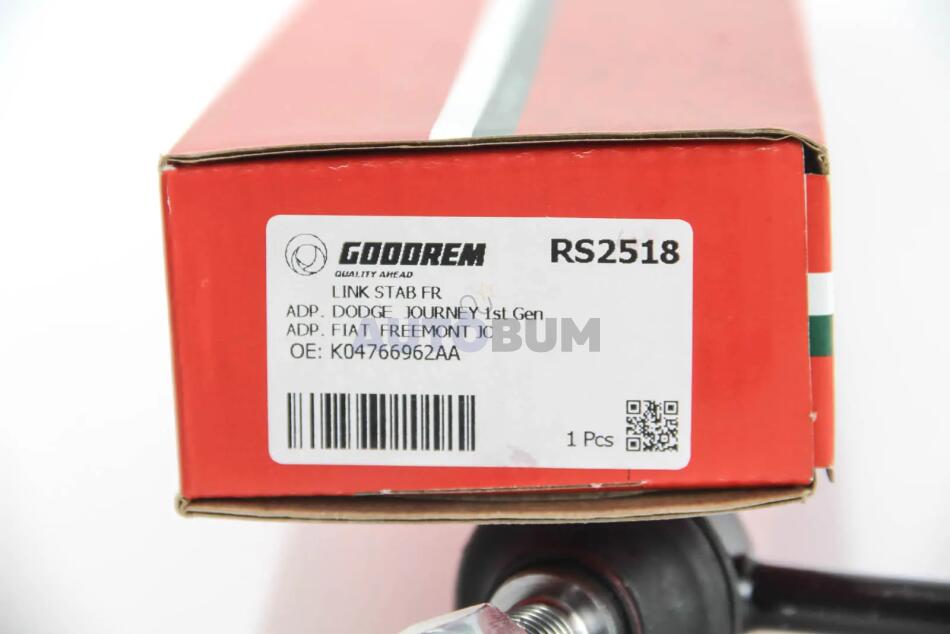 GOODREM
QUALITY AHEAD
RS2518
LINK STAB FR
ADP. DODGE JOURNEY 1st Gen
ADP. FIAT FREEMONT JC
AUTOBUM
OE: K04766962AA
1 Pcs